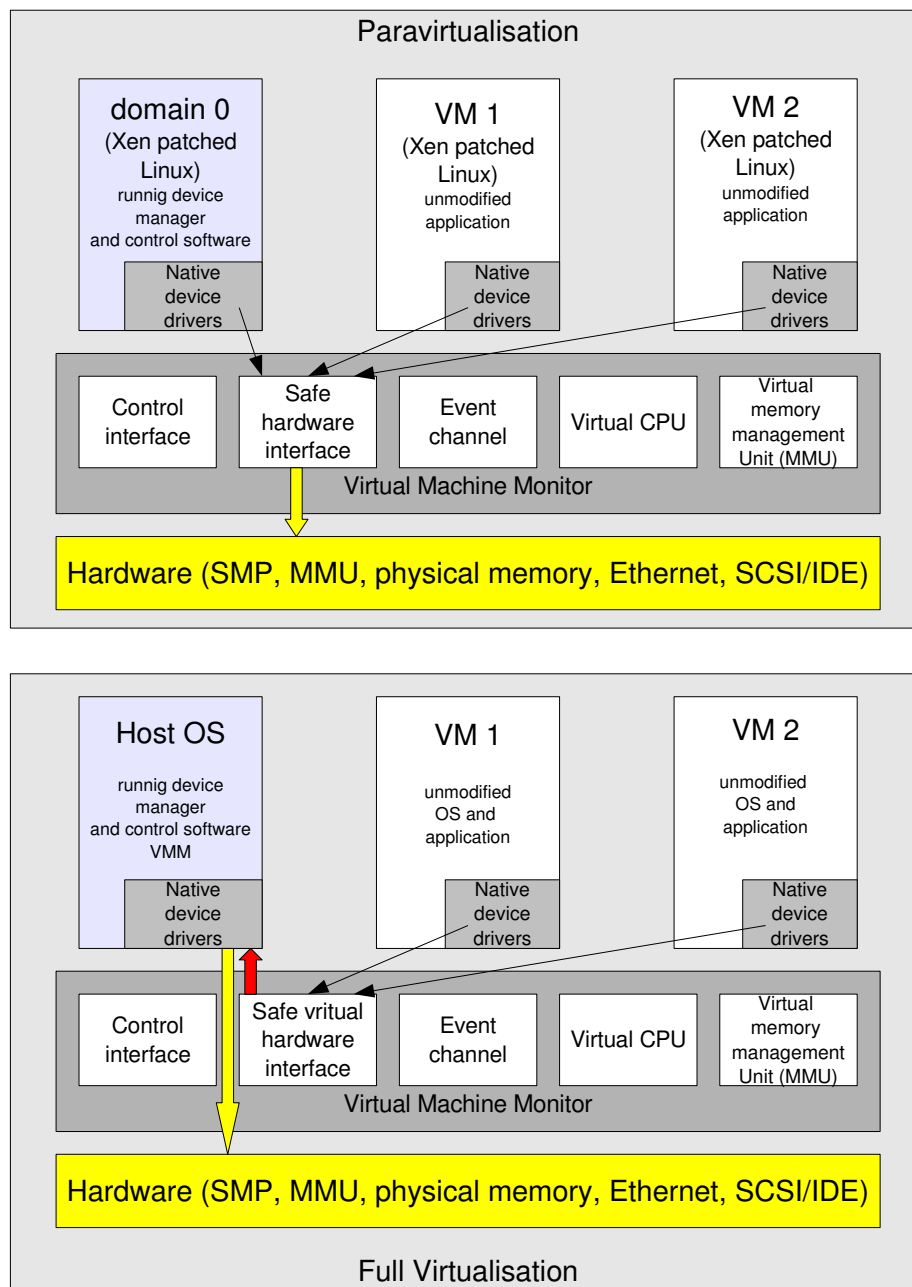 Paravirtualisation
domain 0
(Xen patched
Linux)
runnig device
manager
and control software
Native
device
drivers
VM 1
(Xen patched
Linux)
unmodified
application
Native
device
drivers
VM 2
(Xen patched
Linux)
unmodified
application
Native
device
drivers
Control
interface
Safe
hardware
interface
Event
channel
Virtual CPU
Virtual
memory
management
Unit (MMU)
Virtual Machine Monitor
Hardware (SMP, MMU, physical memory, Ethernet, SCSI/IDE)
Host OS
runnig device
manager
and control software
VMM
Native
device
drivers
VM 1
unmodified
OS and
application
Native
device
drivers
VM 2
unmodified
OS and
application
Native
device
drivers
Control
interface
Safe vritual
hardware
interface
Event
channel
Virtual CPU
Virtual
memory
management
Unit (MMU)
Virtual Machine Monitor
Hardware (SMP, MMU, physical memory, Ethernet, SCSI/IDE)
Full Virtualisation